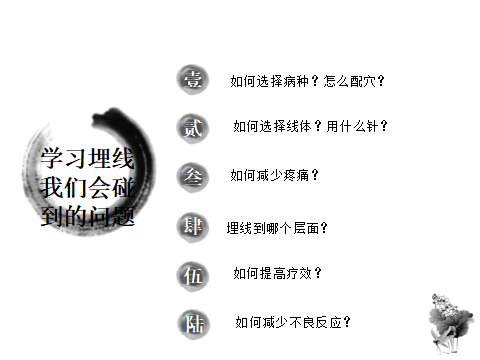 学习埋线
我们会碰
到的问题
壹 如何选择病种？怎么配穴？
贰 如何选择线体？用什么针？
叁 如何减少疼痛？
肆 埋线到哪个层面？
伍 如何提高疗效？
陆 如何减少不良反应？